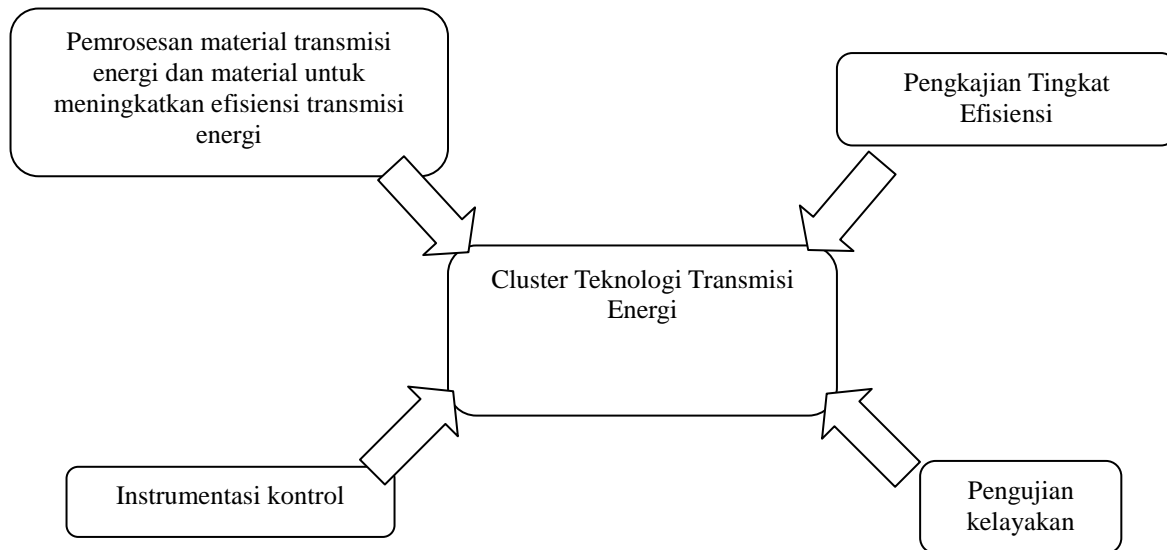 Pemrosesan material transmisi
energi dan material untuk
meningkatkan efisiensi transmisi
energi
Pengkajian Tingkat
Efisiensi
Cluster Teknologi Transmisi
Energi
Instrumentasi kontrol
Pengujian
kelayakan